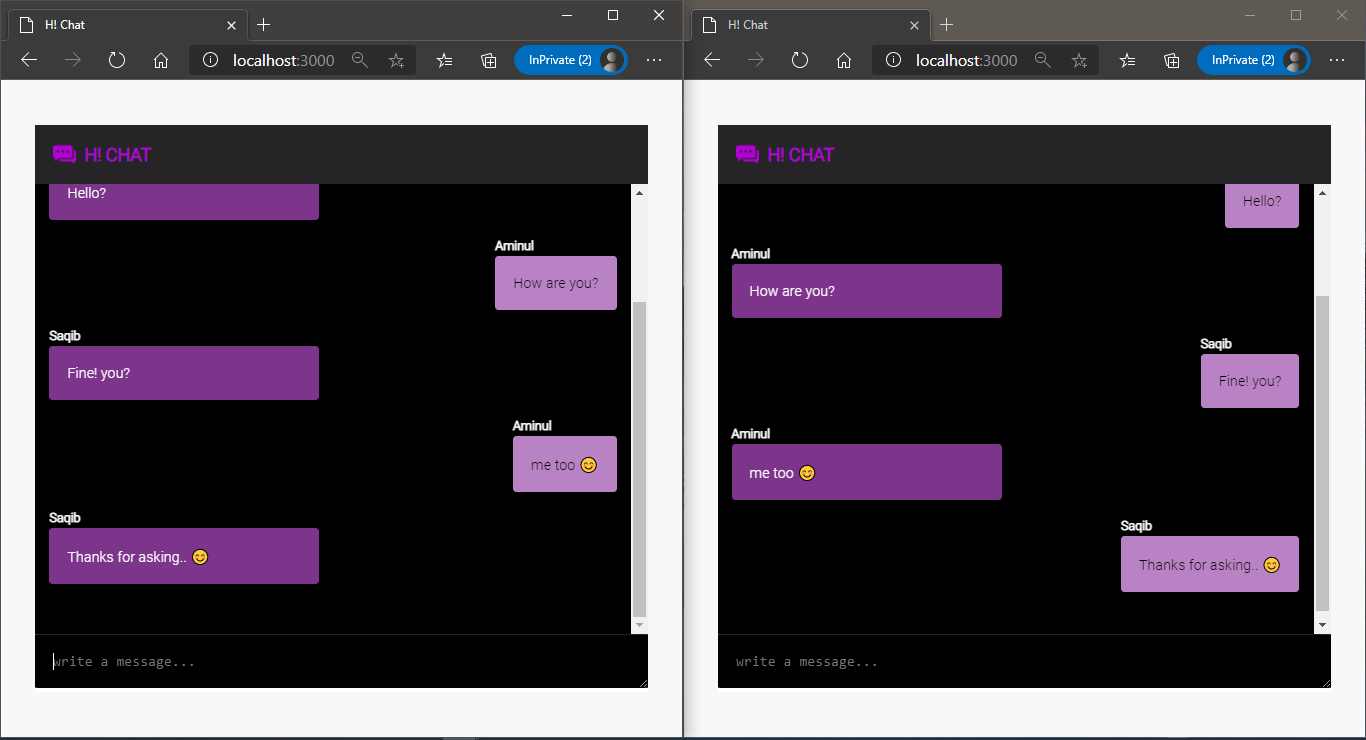 H! Chat
localhost:3000
InPrivate (2)
H! CHAT
Hello?
Aminul
How are you?
Saqib
Fine! you?
Aminul
me too 😊
Saqib
Thanks for asking.. 😊
write a message...
H! Chat
localhost:3000
InPrivate (2)
H! CHAT
Hello?
Aminul
How are you?
Saqib
Fine! you?
Aminul
me too 😊
Saqib
Thanks for asking.. 😊
write a message...